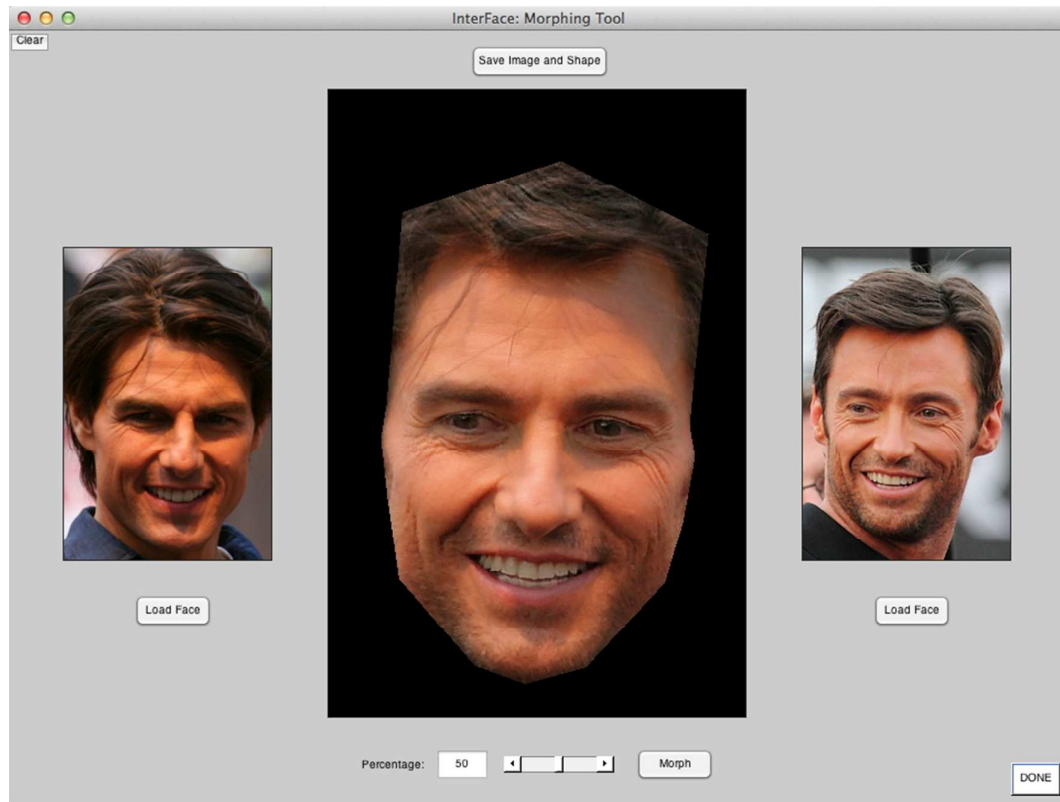 InterFace: Morphing Tool
Clear
Save Image and Shape
Load Face
Load Face
Percentage:
50
Morph
DONE